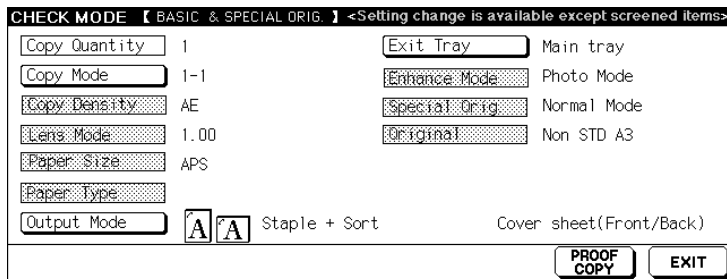 CHECK MODE 【 BASIC & SPECIAL ORIG. 】 <Setting change is available except screened items>
Copy Quantity 1 Exit Tray Main tray
Copy Mode 1-1 Enhance Mode Photo Mode
Copy Density AE Special Orig Normal Mode
Lens Mode 1.00 Original Non STD A3
Paper Size APS
Paper Type
Output Mode A A Staple + Sort Cover sheet(Front/Back)
PROOF COPY EXIT